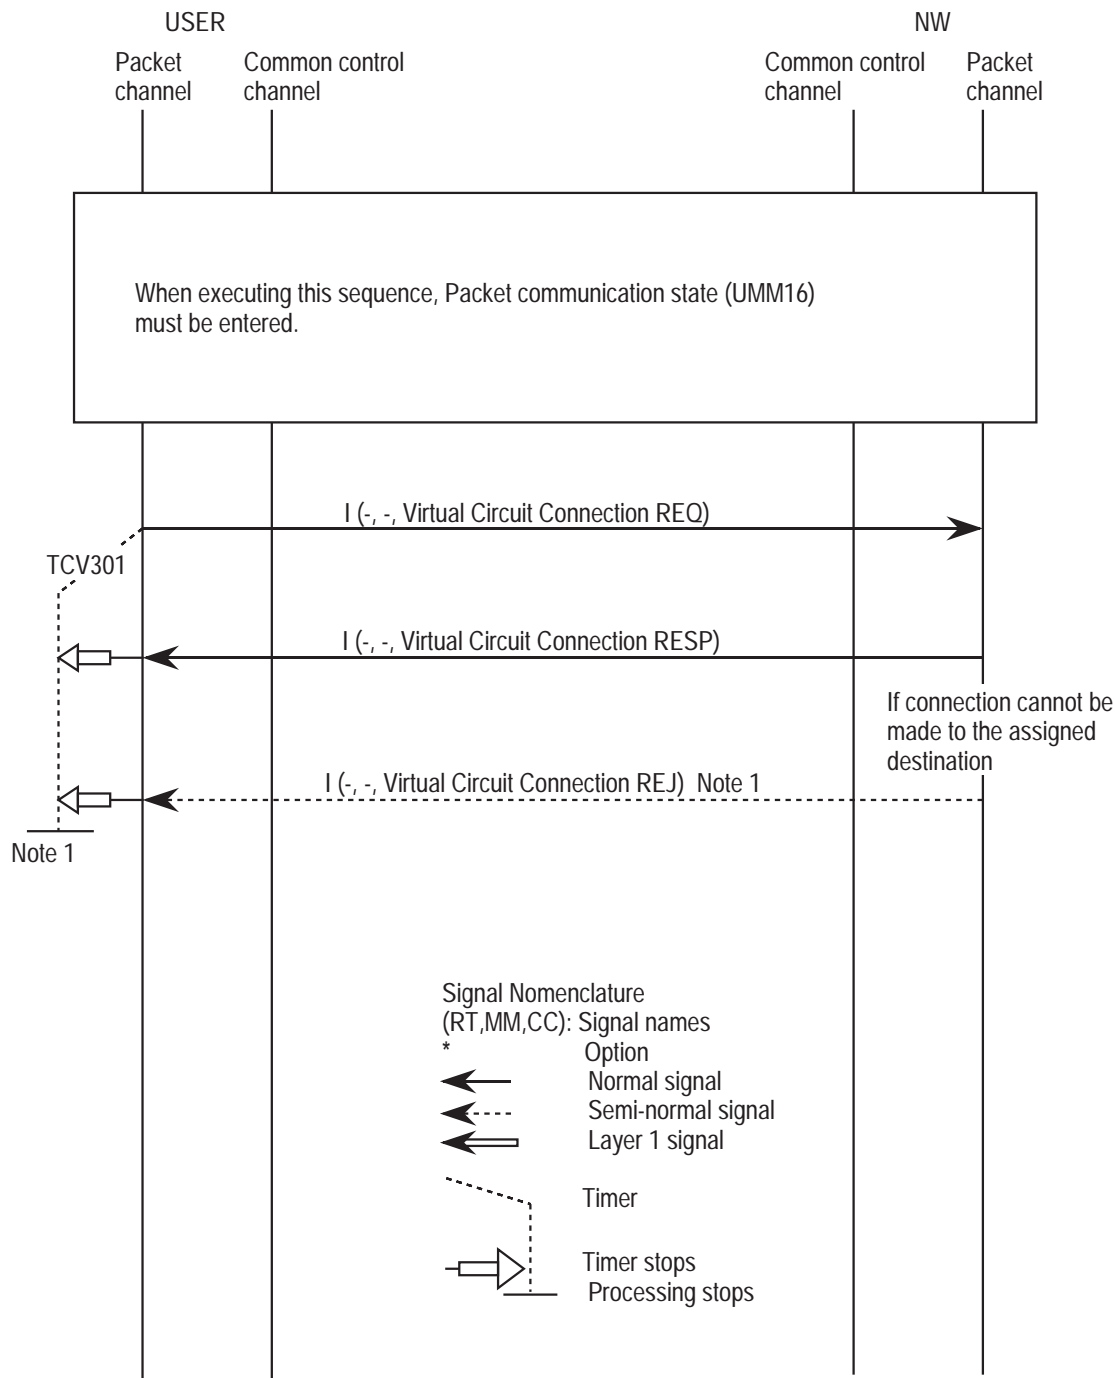 USER
NW
Packet
channel
Common control
channel
Common control
channel
Packet
channel
When executing this sequence, Packet communication state (UMM16)
must be entered.
I (-, -, Virtual Circuit Connection REQ)
TCV301
I (-, -, Virtual Circuit Connection RESP)
If connection cannot be
made to the assigned
destination
I (-, -, Virtual Circuit Connection REJ) Note 1
Note 1
Signal Nomenclature
(RT,MM,CC): Signal names
* Option
Normal signal
Semi-normal signal
Layer 1 signal
Timer
Timer stops
Processing stops